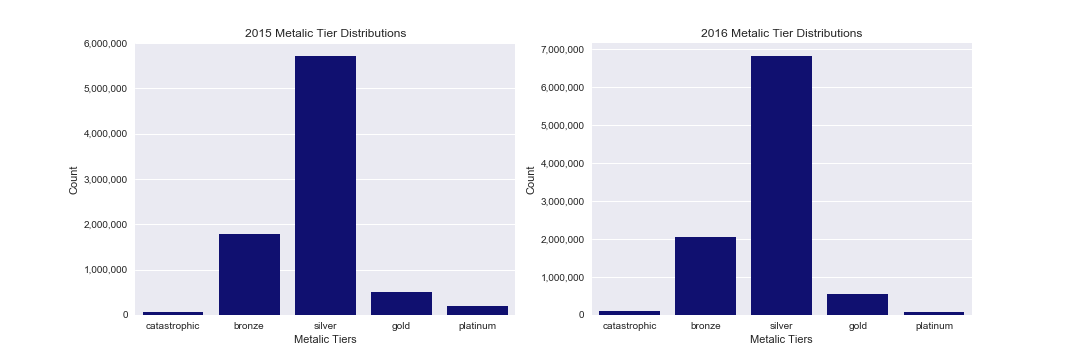 2015 Metalic Tier Distributions
6,000,000
5,000,000
4,000,000
3,000,000
2,000,000
1,000,000
0
Count
catastrophic bronze silver gold platinum
Metalic Tiers
2016 Metalic Tier Distributions
7,000,000
6,000,000
5,000,000
4,000,000
3,000,000
2,000,000
1,000,000
0
Count
catastrophic bronze silver gold platinum
Metalic Tiers